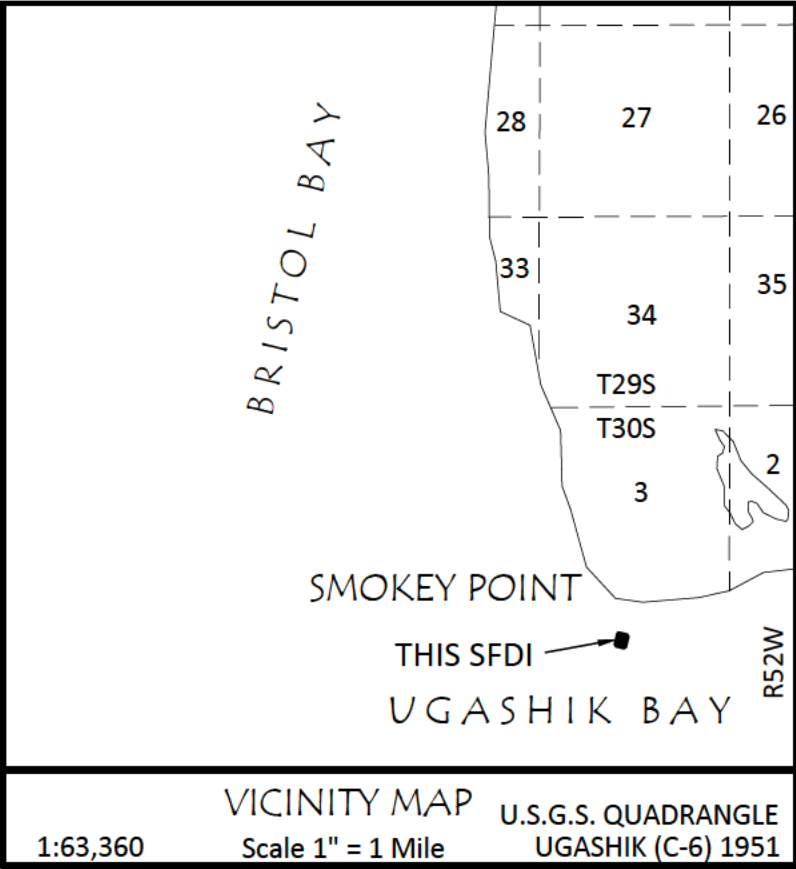 28
27
26
BRISTOL BAY
33
34
35
T29S
T30S
2
3
SMOKEY POINT
THIS SFDI
R52W
UGASHIK BAY
VICINITY MAP
U.S.G.S. QUADRANGLE
1:63,360
Scale 1" = 1 Mile
UGASHIK (C-6) 1951